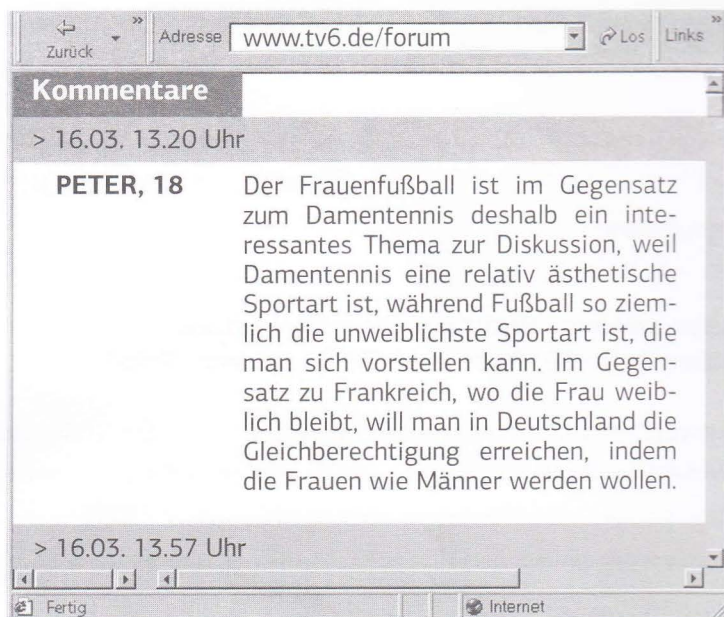 »
»
»
Zurück
Adresse
www.tv6.de/forum
Los
Links
Kommentare
> 16.03. 13.20 Uhr
PETER, 18
Der Frauenfußball ist im Gegensatz
zum Damentennis deshalb ein inte-
ressantes Thema zur Diskussion, weil
Damentennis eine relativ ästhetische
Sportart ist, während Fußball so ziem-
lich die unweiblichste Sportart ist, die
man sich vorstellen kann. Im Gegen-
satz zu Frankreich, wo die Frau weib-
lich bleibt, will man in Deutschland die
Gleichberechtigung erreichen, indem
die Frauen wie Männer werden wollen.
> 16.03. 13.57 Uhr
Fertig
Internet